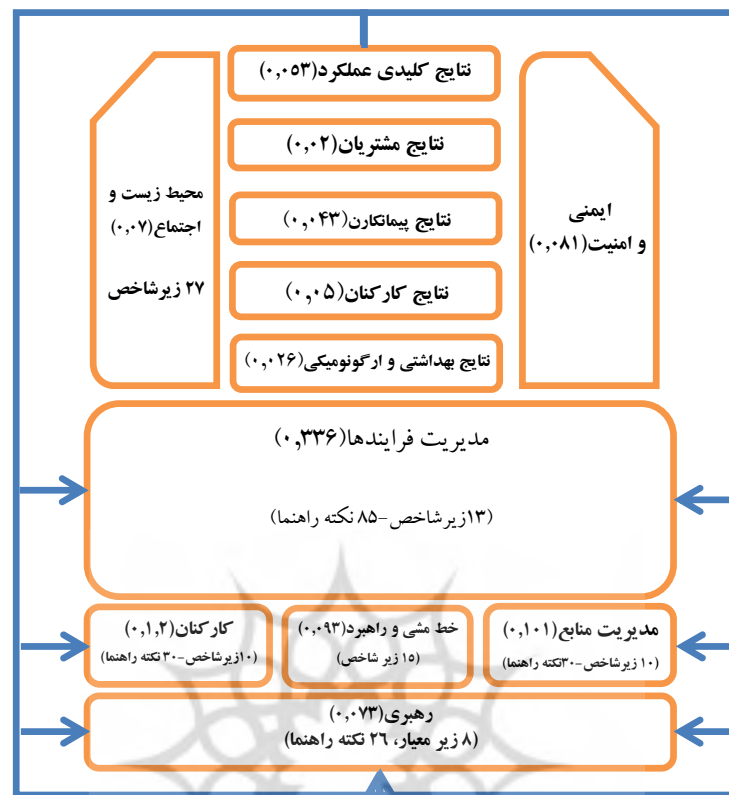 نتایج کلیدی عملکرد(۰,۰۵۳)
نتایج مشتریان(۰,۰۲)
نتایج پیمانکارن(۰,۰۴۳)
نتایج کارکنان(۰,۰۵)
نتایج بهداشتی و ارگونومیکی(۰,۰۲۶)
ایمنی
و امنیت(۰,۰۸۱)
محیط زیست و
اجتماع(۰,۰۷)
۲۷ زیرشاخص
مدیریت فرایندها(۰,۳۳۶)
(۱۳زیرشاخص-۸۵ نکته راهنما)
مدیریت منابع(۰,۱۰۱)
(۱۰ زیرشاخص-۳۰نکته راهنما)
خط مشی و راهبرد(۰,۰۹۳)
(۱۵ زیر شاخص)
کارکنان(۰,۱,۲)
(۱۰زیرشاخص-۳۰ نکته راهنما)
رهبری(۰,۰۷۳)
(۸ زیر معیار، ۲۶ نکته راهنما)